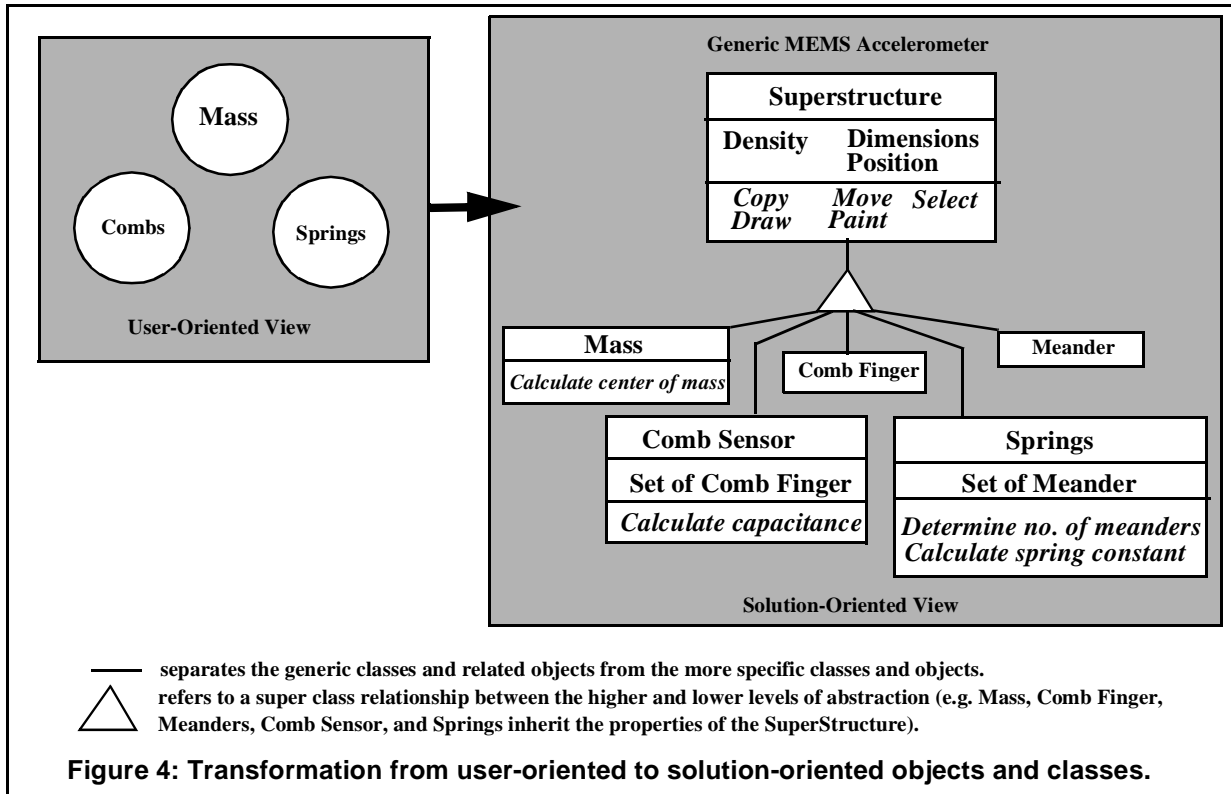 Mass
Combs
Springs
User-Oriented View
Generic MEMS Accelerometer
Superstructure
Density Dimensions
Position
Copy Move Select
Draw Paint
Mass
Calculate center of mass
Comb Finger
Meander
Comb Sensor
Set of Comb Finger
Calculate capacitance
Springs
Set of Meander
Determine no. of meanders
Calculate spring constant
Solution-Oriented View
separates the generic classes and related objects from the more specific classes and objects.
refers to a super class relationship between the higher and lower levels of abstraction (e.g. Mass, Comb Finger,
Meanders, Comb Sensor, and Springs inherit the properties of the SuperStructure).
Figure 4: Transformation from user-oriented to solution-oriented objects and classes.